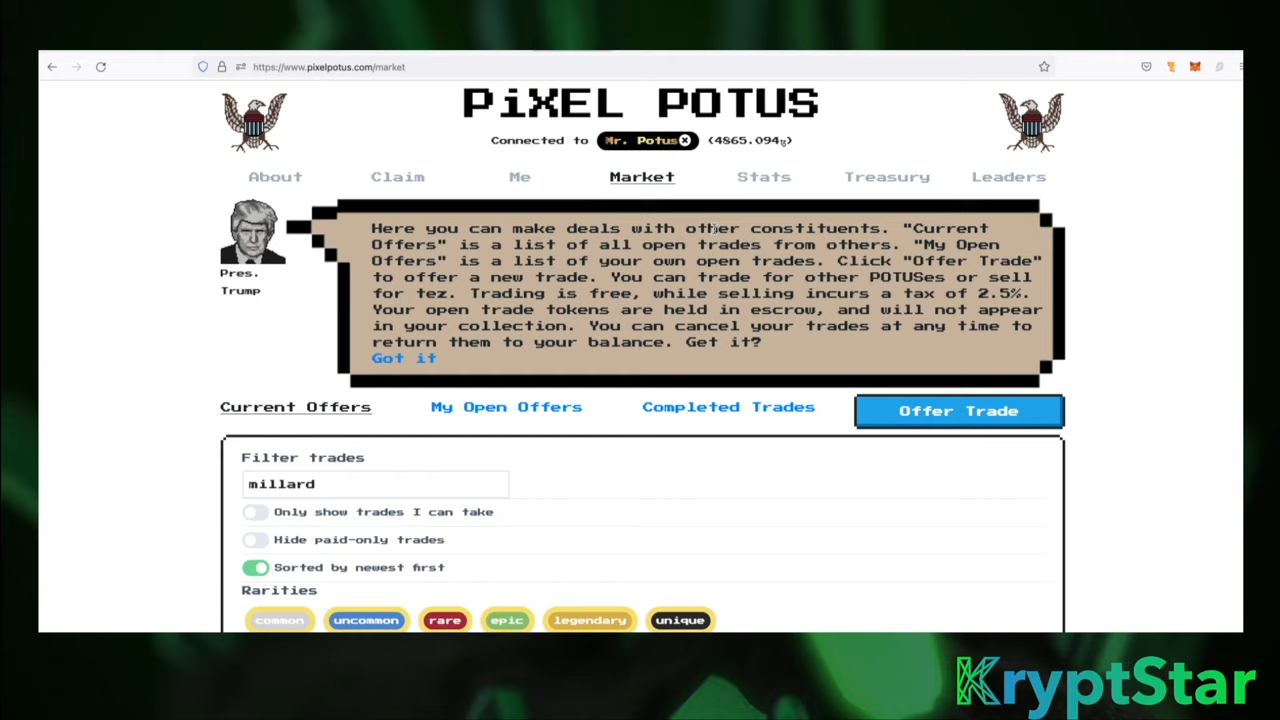 https://www.pixelpotus.com/market
PiXEL POTUS
Connected to Mr. Potus (4865.094ꜩ)
About Claim Me Market Stats Treasury Leaders
Pres.
Trump
Here you can make deals with other constituents. "Current
Offers" is a list of all open trades from others. "My Open
Offers" is a list of your own open trades. Click "Offer Trade"
to offer a new trade. You can trade for other POTUSes or sell
for tez. Trading is free, while selling incurs a tax of 2.5%.
Your open trade tokens are held in escrow, and will not appear
in your collection. You can cancel your trades at any time to
return them to your balance. Get it?
Got it
Current Offers My Open Offers Completed Trades Offer Trade
Filter trades
millard
Only show trades I can take
Hide paid-only trades
Sorted by newest first
Rarities
common uncommon rare epic legendary unique
KryptStar